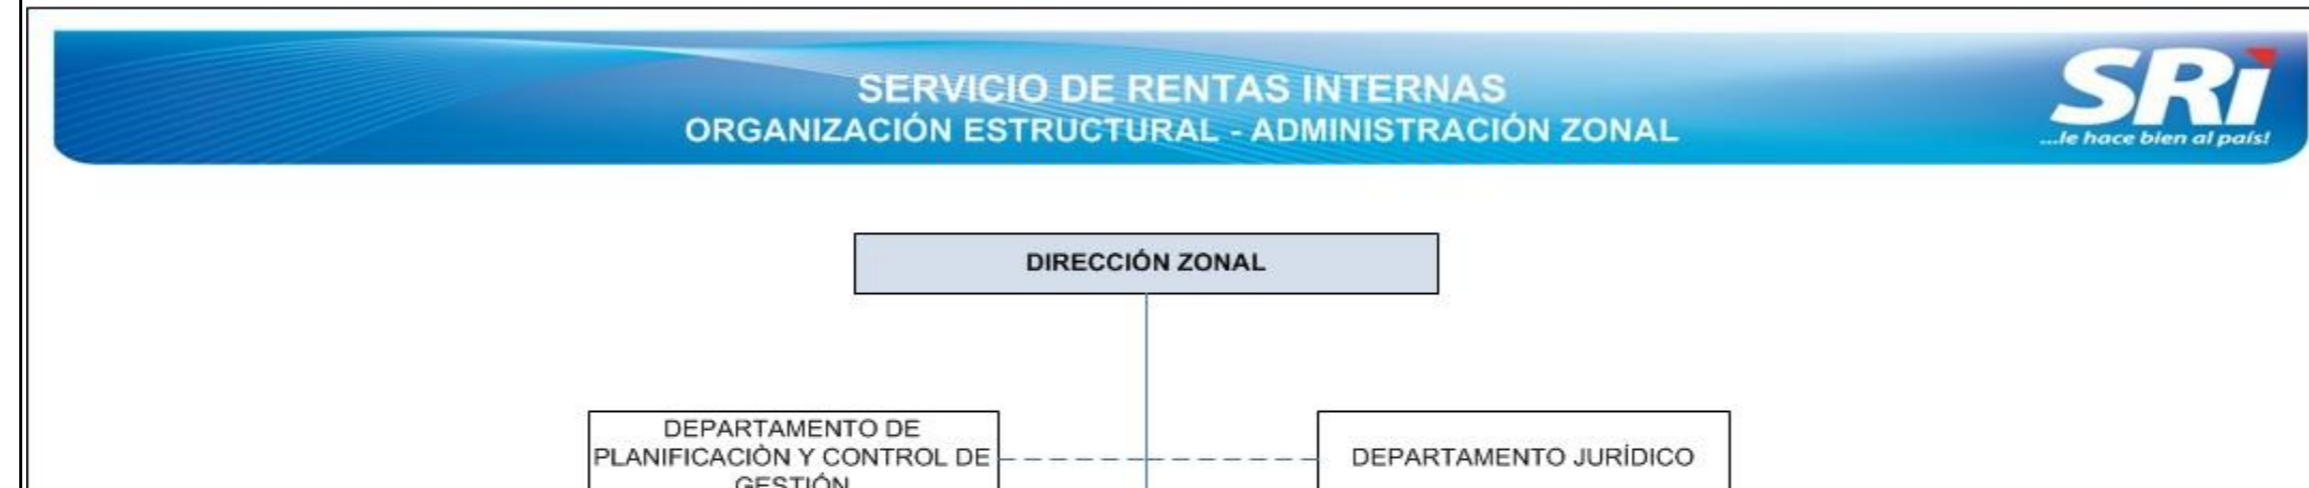 SERVICIO DE RENTAS INTERNAS
ORGANIZACIÓN ESTRUCTURAL - ADMINISTRACIÓN ZONAL
SRi
...le hace bien al país!
DIRECCIÓN ZONAL
DEPARTAMENTO DE
PLANIFICACIÒN Y CONTROL DE
GESTIÓN
DEPARTAMENTO JURÍDICO